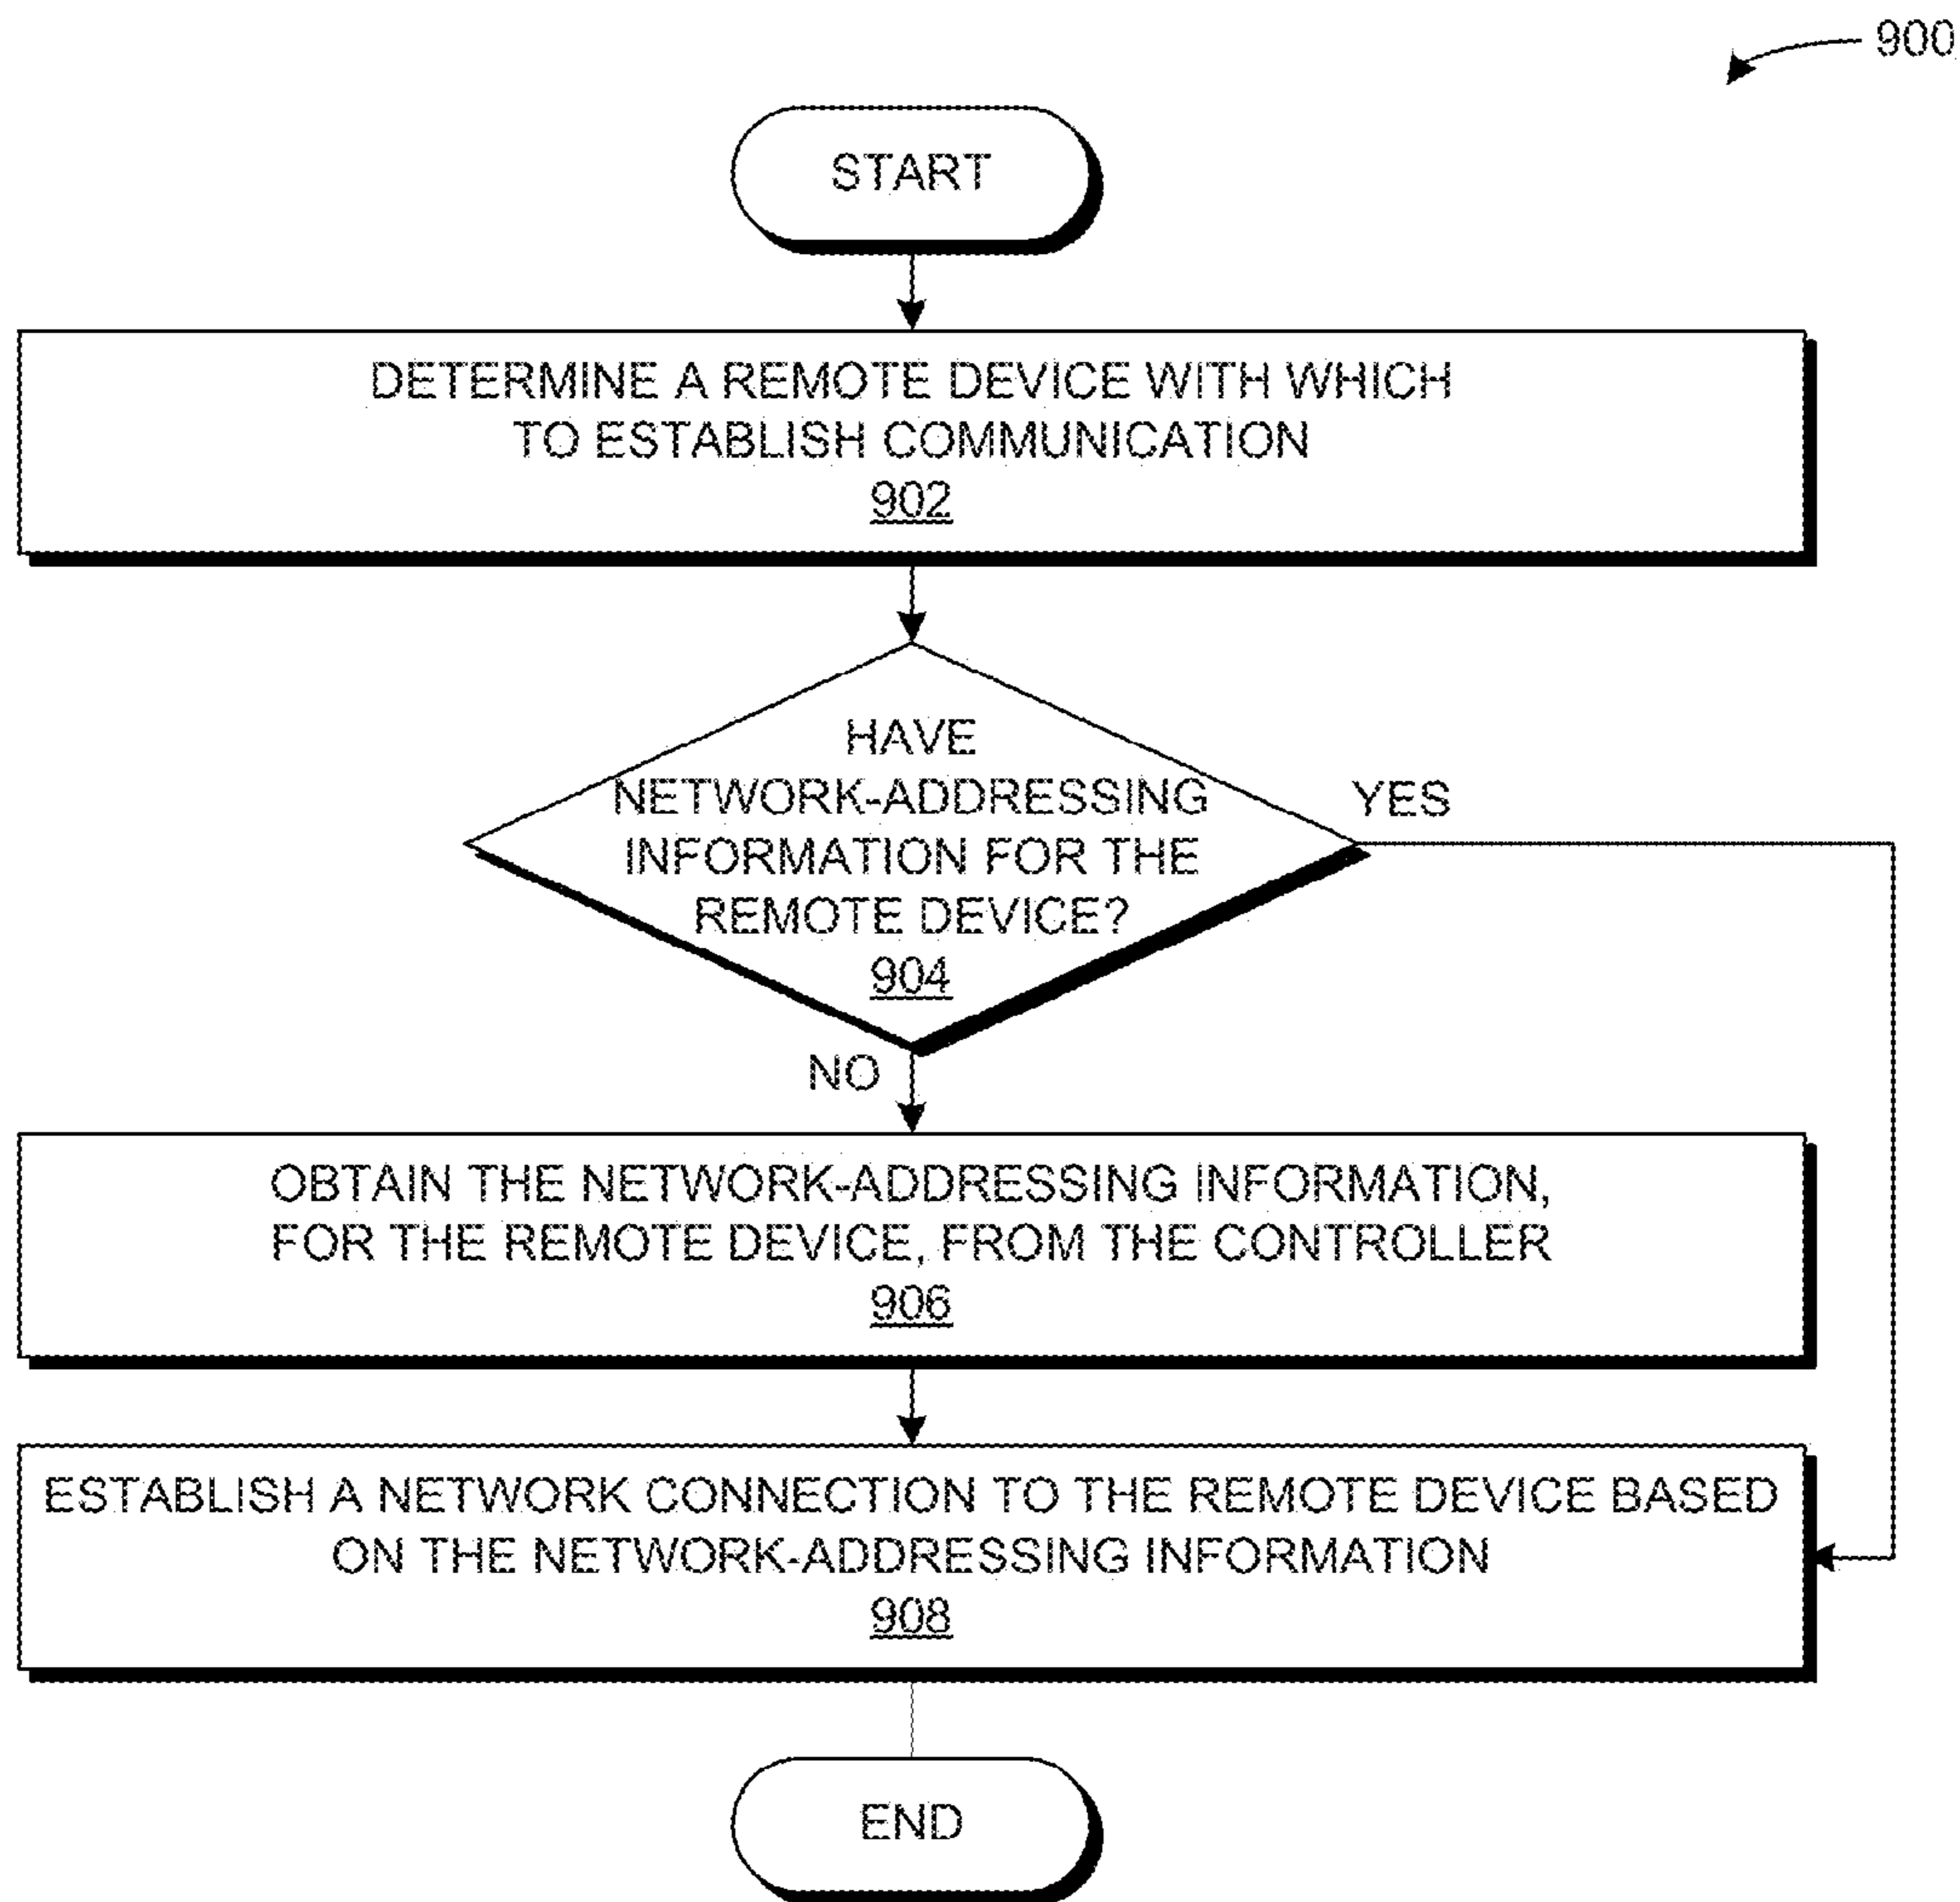 900
START
DETERMINE A REMOTE DEVICE WITH WHICH
TO ESTABLISH COMMUNICATION
902
HAVE
NETWORK-ADDRESSING
INFORMATION FOR THE
REMOTE DEVICE?
904
YES
NO
OBTAIN THE NETWORK-ADDRESSING INFORMATION,
FOR THE REMOTE DEVICE, FROM THE CONTROLLER
906
ESTABLISH A NETWORK CONNECTION TO THE REMOTE DEVICE BASED
ON THE NETWORK-ADDRESSING INFORMATION
908
END